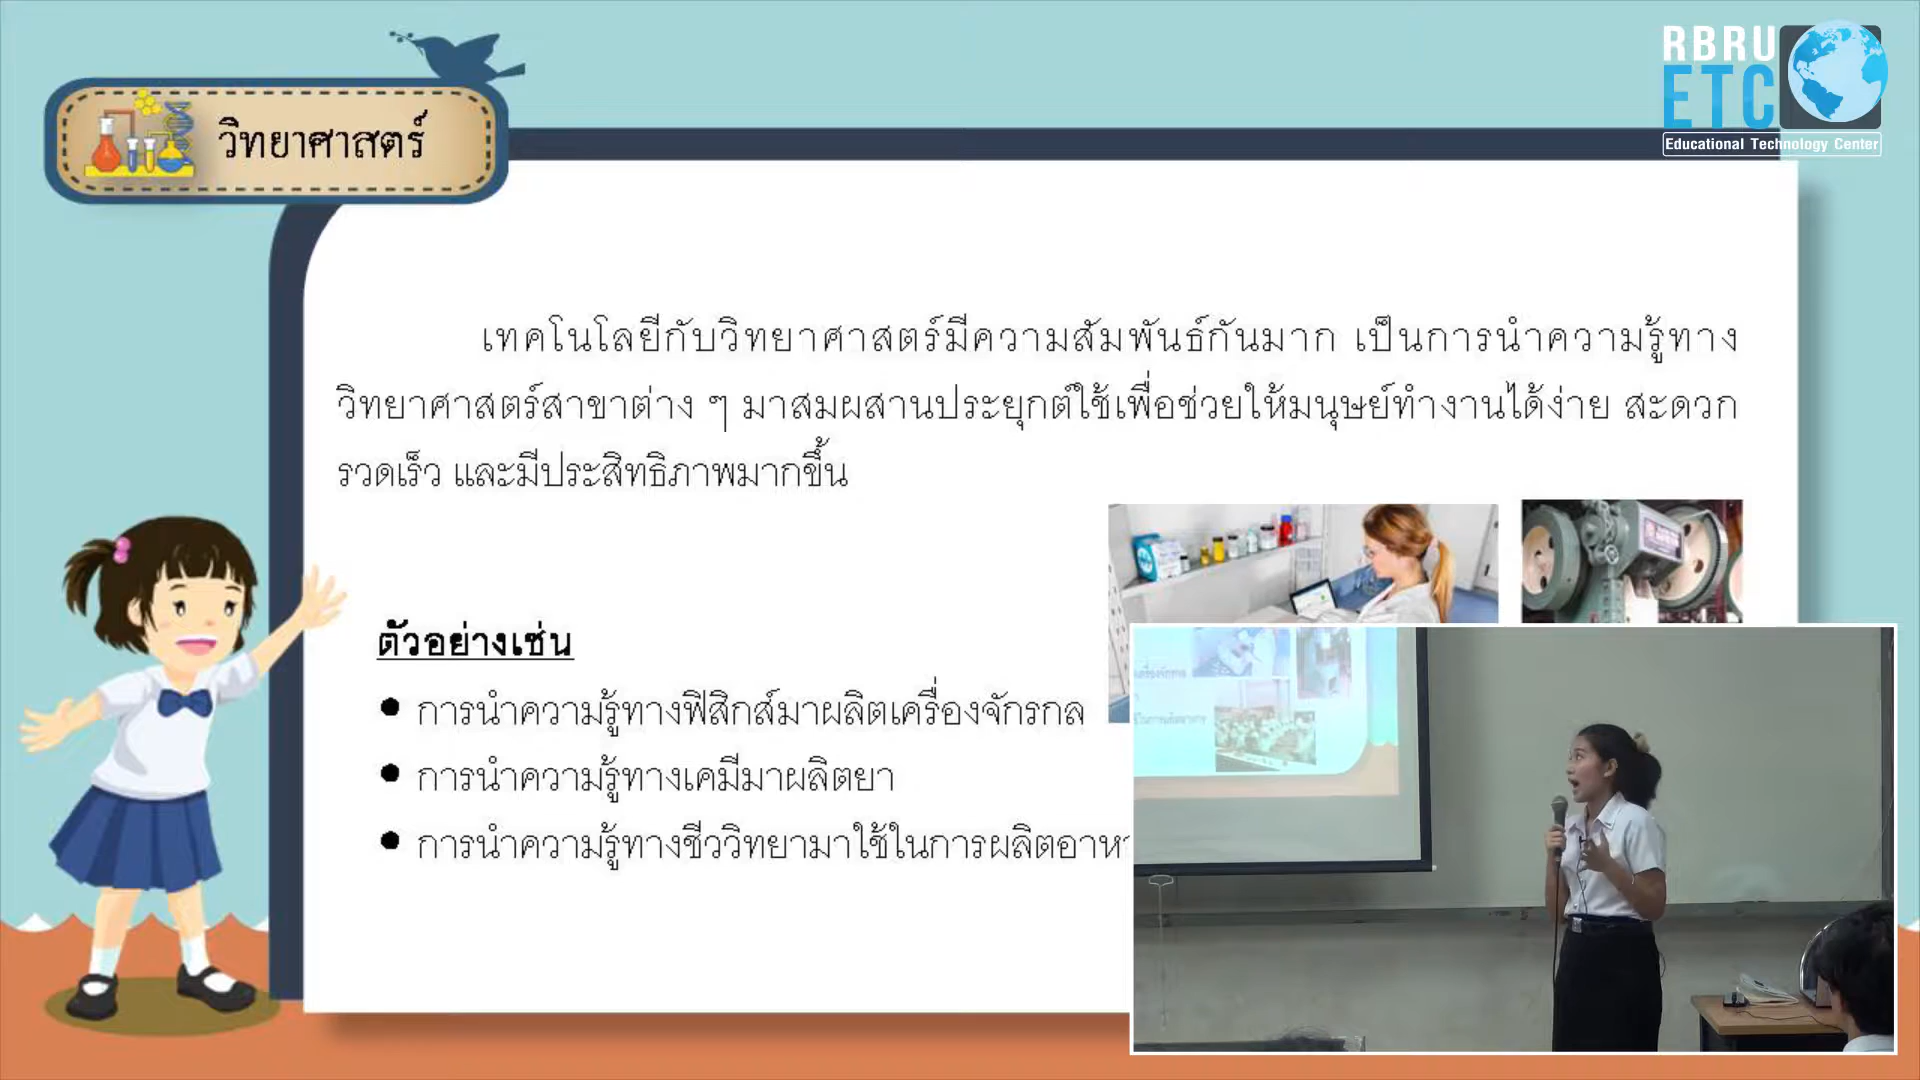 RBRU
ETC
Educational Technology Center
วิทยาศาสตร์
เทคโนโลยีกับวิทยาศาสตร์มีความสัมพันธ์กันมาก เป็นการนำความรู้ทาง
วิทยาศาสตร์สาขาต่าง ๆ มาสมผสานประยุกต์ใช้เพื่อช่วยให้มนุษย์ทำงานได้ง่าย สะดวก
รวดเร็ว และมีประสิทธิภาพมากขึ้น
ตัวอย่างเช่น
• การนำความรู้ทางฟิสิกส์มาผลิตเครื่องจักรกล
• การนำความรู้ทางเคมีมาผลิตยา
• การนำความรู้ทางชีววิทยามาใช้ในการผลิตอาห